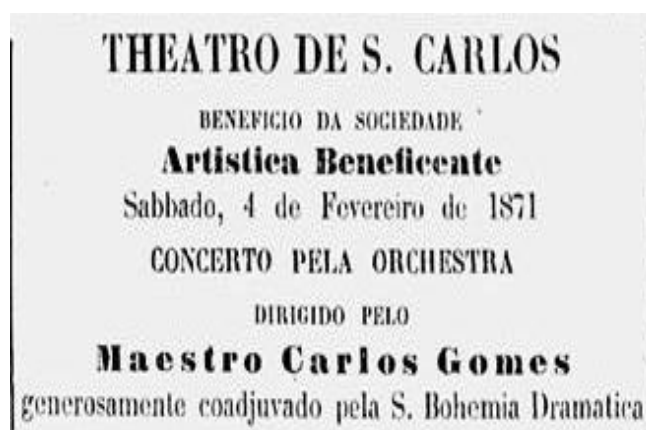 THEATRO DE S. CARLOS
BENEFICIO DA SOCIEDADE
Artistica Beneficente
Sabbado, 4 de Fevereiro de 1871
CONCERTO PELA ORCHESTRA
DIRIGIDO PELO
Maestro Carlos Gomes
generosamente coadjuvado pela S. Bohemia Dramatica